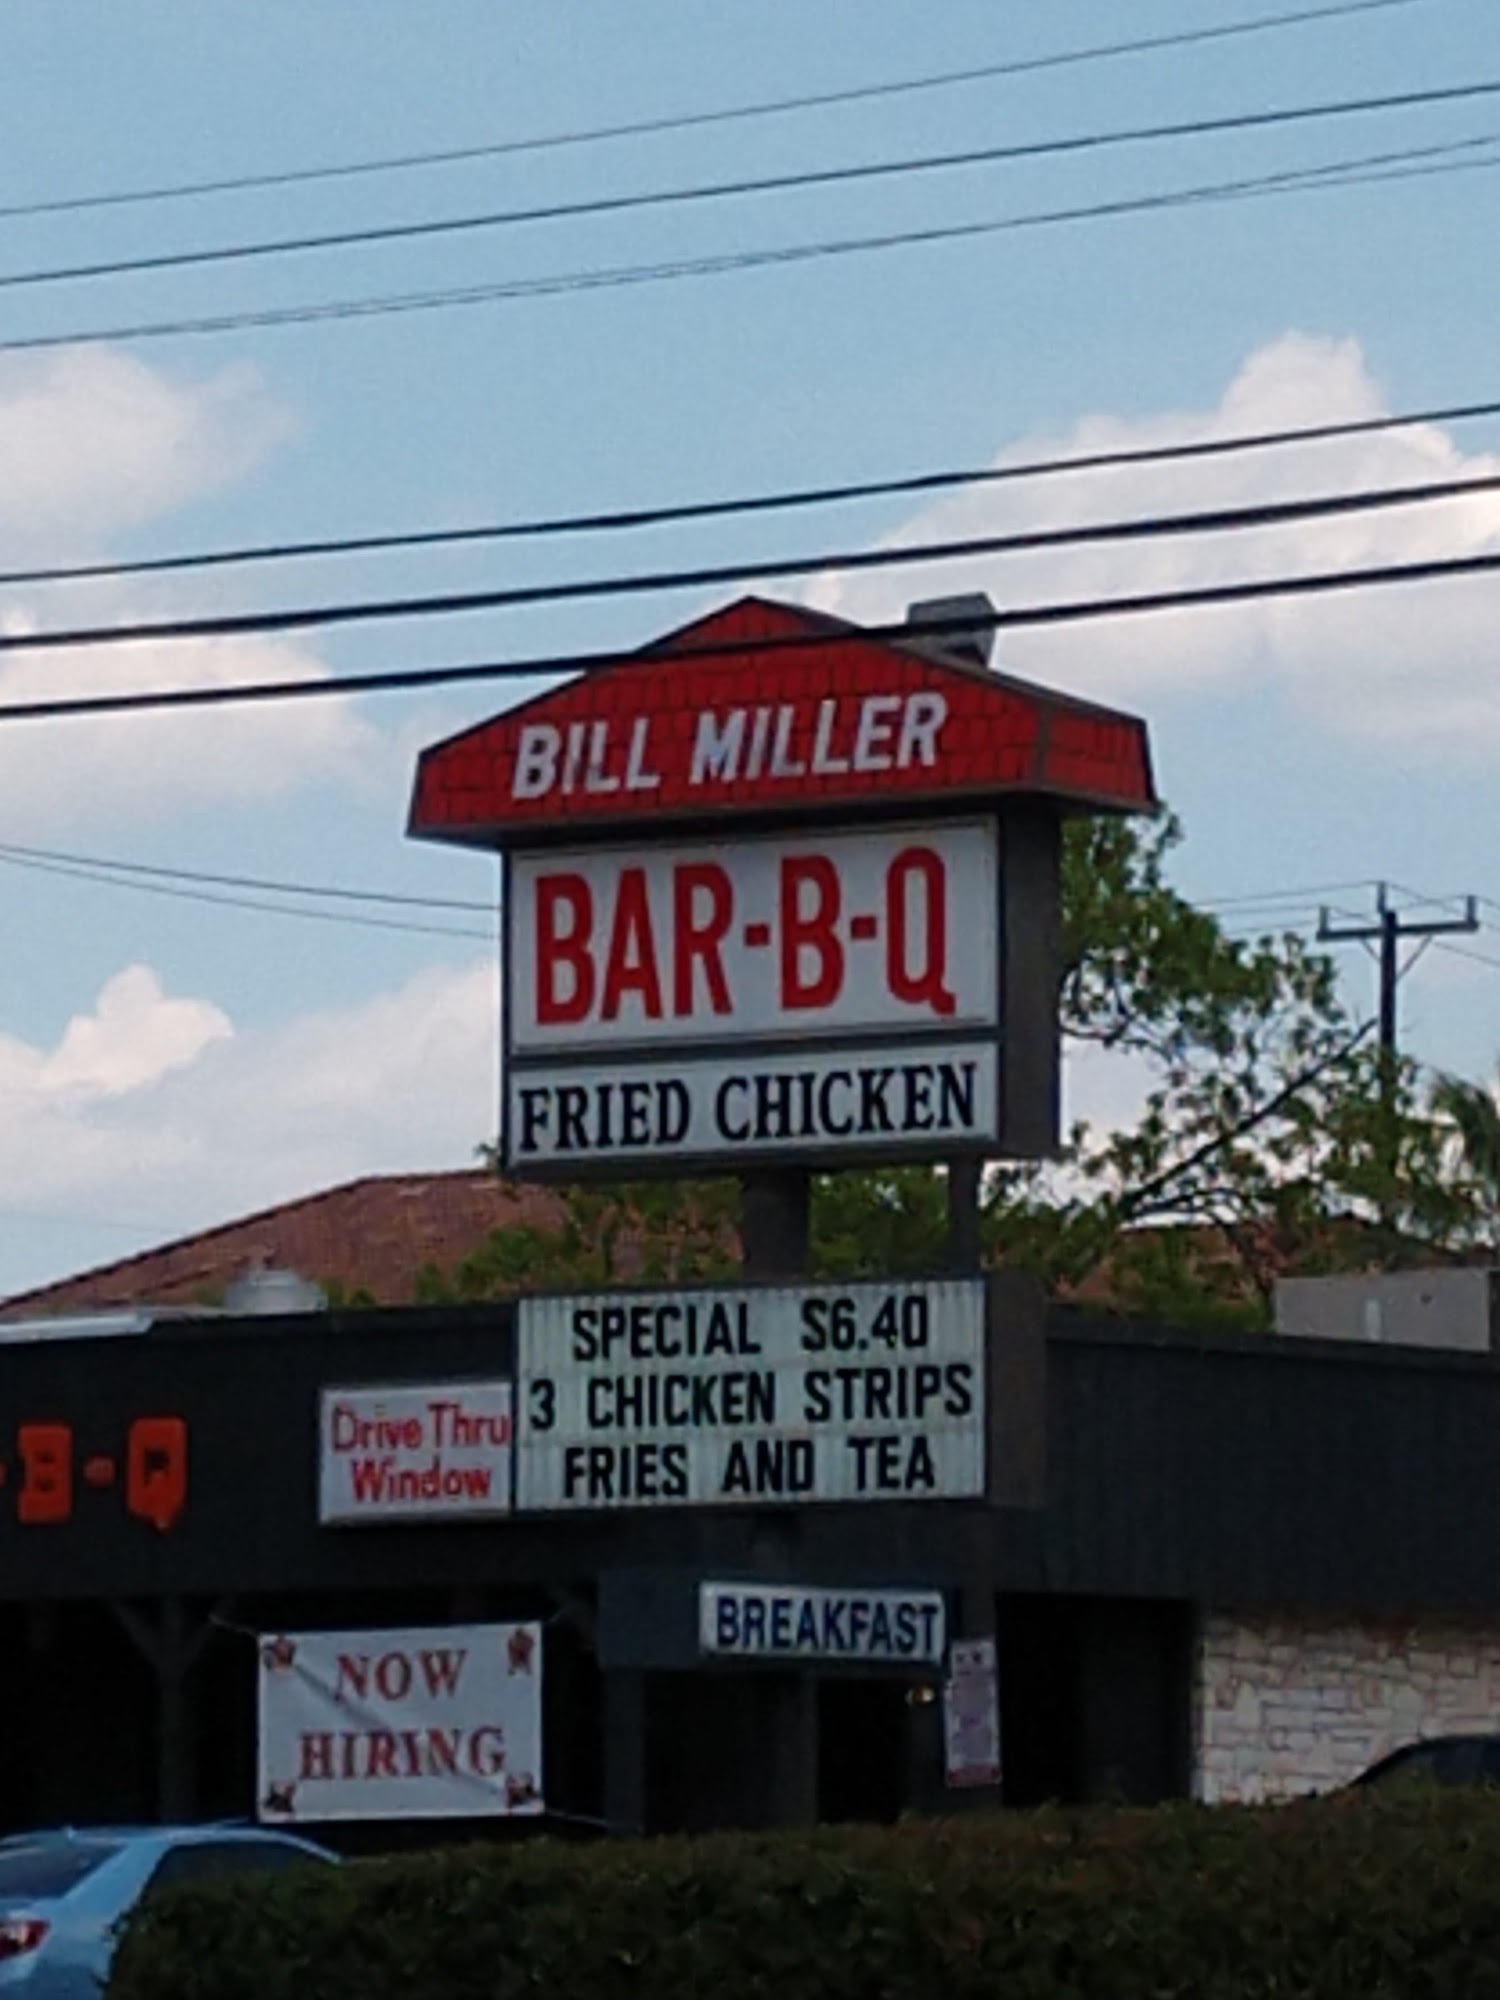 BILL MILLER
BAR-B-Q
FRIED CHICKEN
SPECIAL S6.40
3 CHICKEN STRIPS
FRIES AND TEA
Drive Thru
Window
-B-Q
BREAKFAST
NOW
HIRING